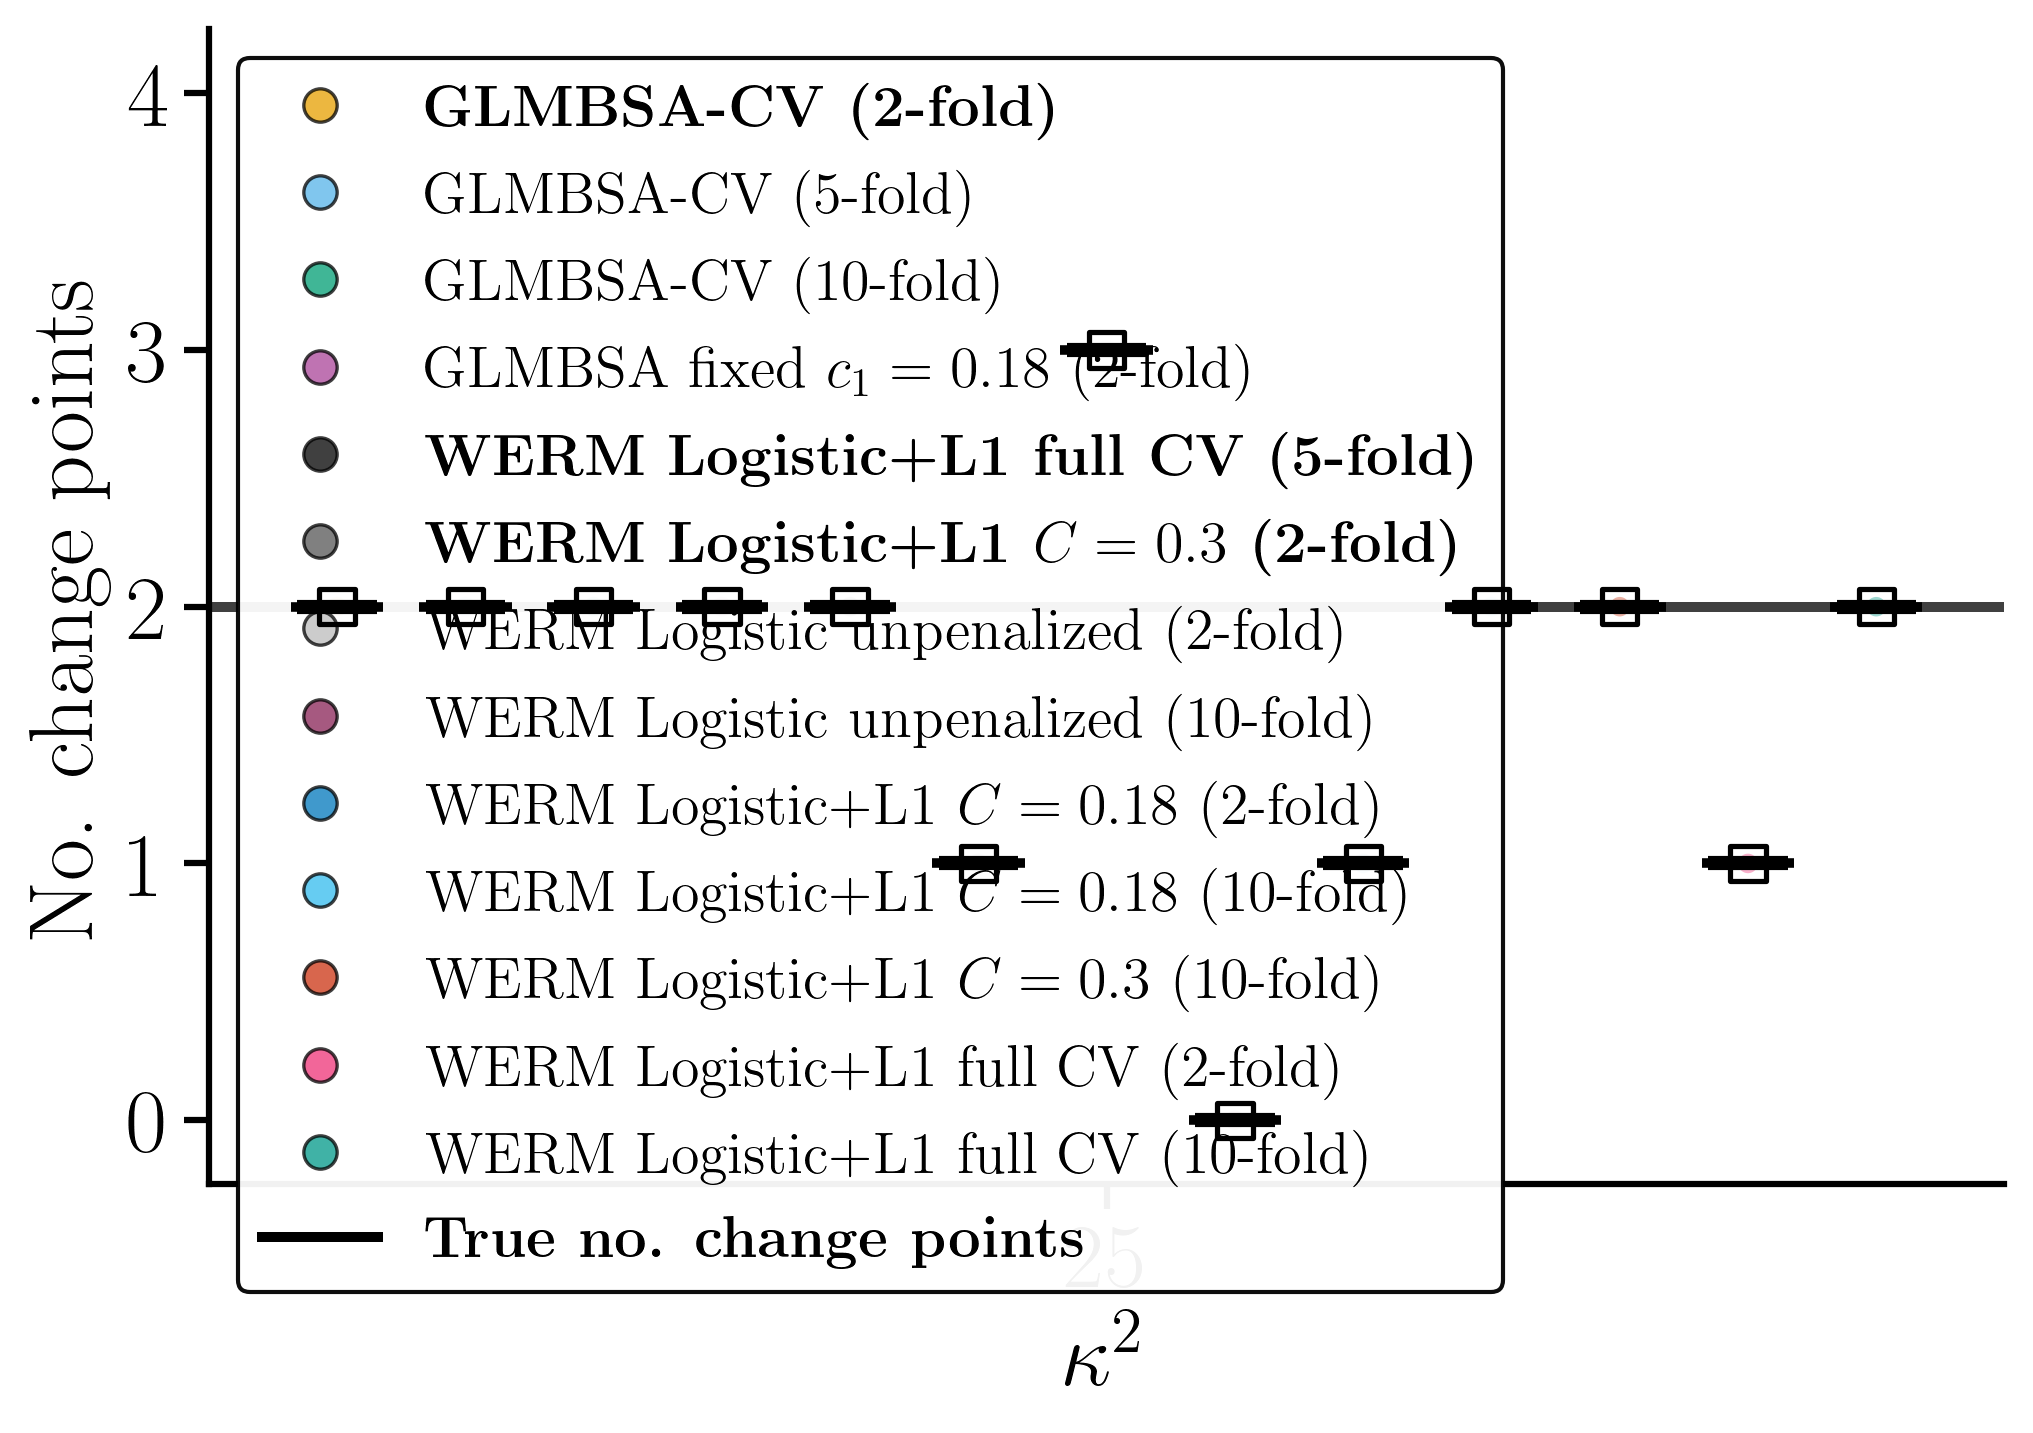 4
3
2
1
0
No. change points
GLMBSA-CV (2-fold)
GLMBSA-CV (5-fold)
GLMBSA-CV (10-fold)
GLMBSA fixed c₁ = 0.18 (2-fold)
WERM Logistic+L1 full CV (5-fold)
WERM Logistic+L1 C = 0.3 (2-fold)
WERM Logistic unpenalized (2-fold)
WERM Logistic unpenalized (10-fold)
WERM Logistic+L1 C = 0.18 (2-fold)
WERM Logistic+L1 C = 0.18 (10-fold)
WERM Logistic+L1 C = 0.3 (10-fold)
WERM Logistic+L1 full CV (2-fold)
WERM Logistic+L1 full CV (10-fold)
True no. change points
25
κ²